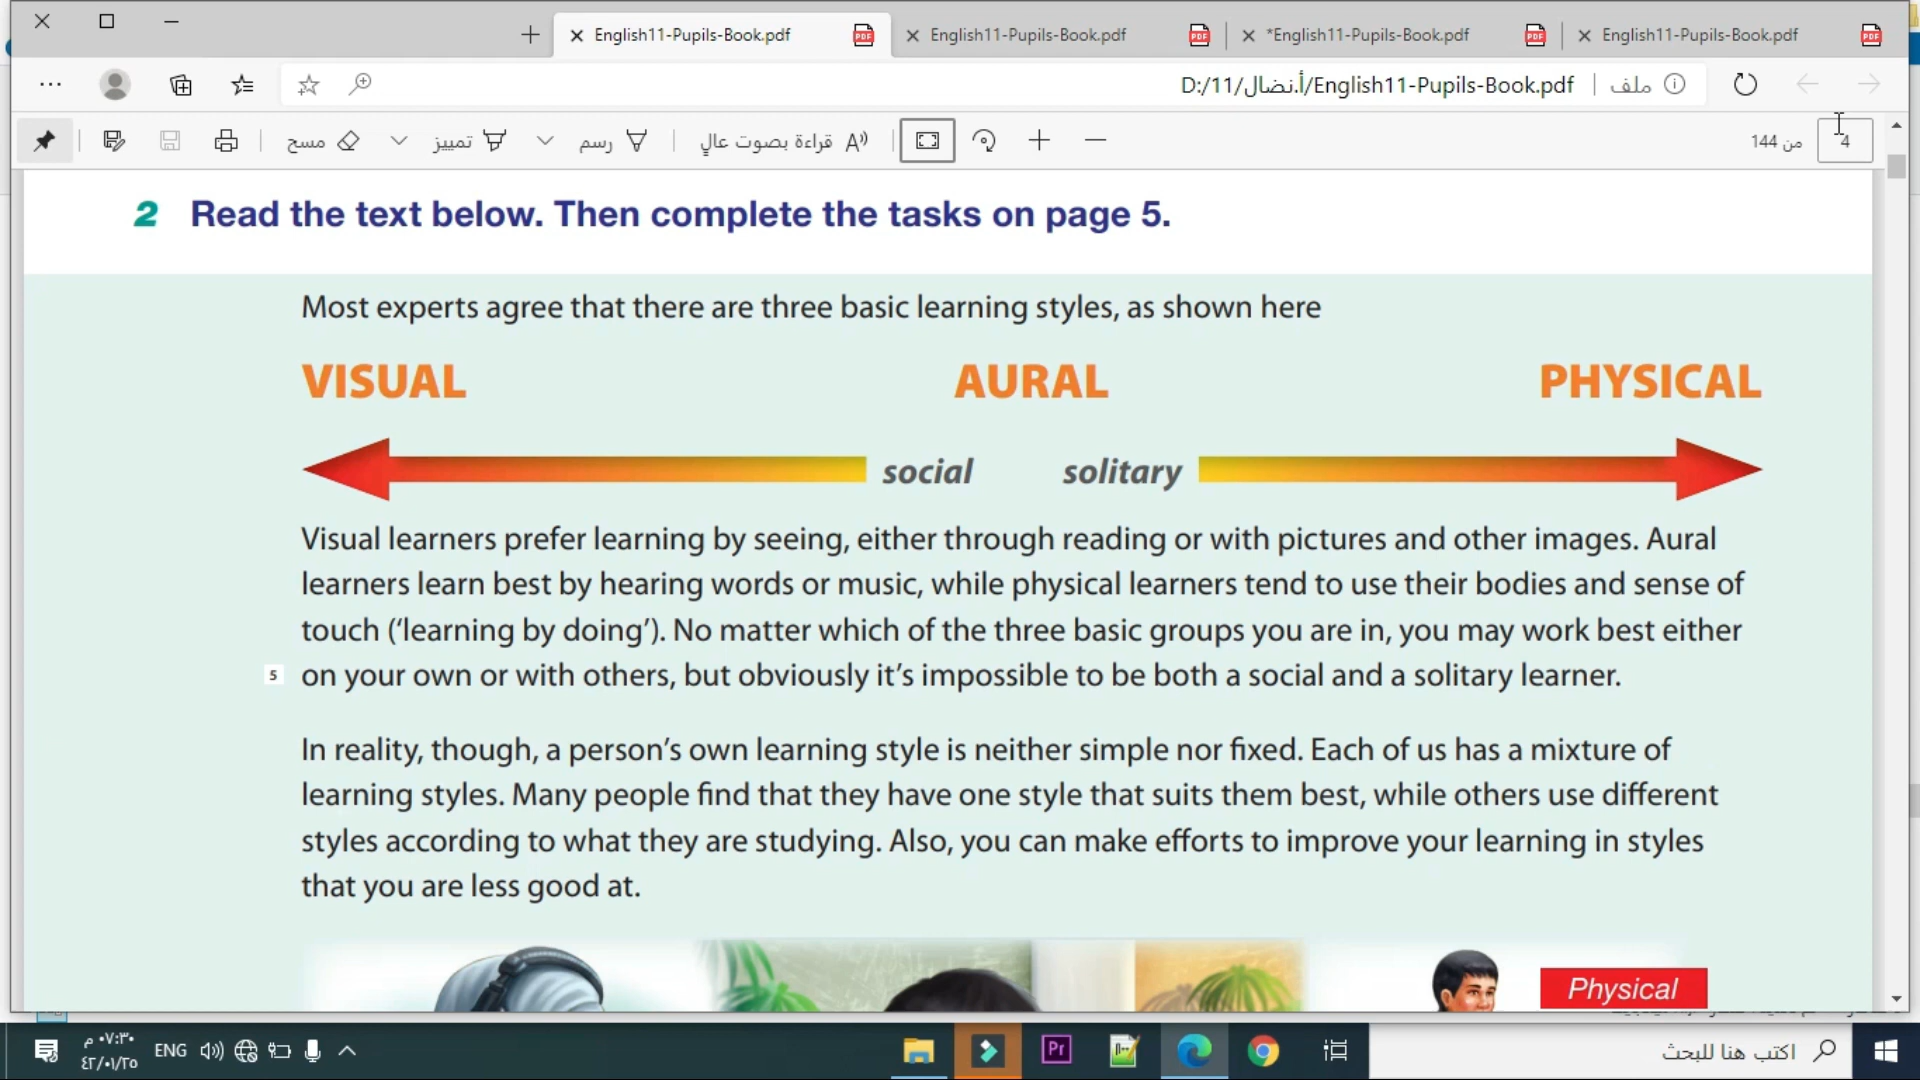 English11-Pupils-Book.pdf
English11-Pupils-Book.pdf
*English11-Pupils-Book.pdf
English11-Pupils-Book.pdf
D:/11/أ.نضال/English11-Pupils-Book.pdf
ملف
مسح
تمييز
رسم
قراءة بصوت عالٍ
من 144
4
2 Read the text below. Then complete the tasks on page 5.
Most experts agree that there are three basic learning styles, as shown here
VISUAL AURAL PHYSICAL
social solitary
Visual learners prefer learning by seeing, either through reading or with pictures and other images. Aural
learners learn best by hearing words or music, while physical learners tend to use their bodies and sense of
touch (‘learning by doing’). No matter which of the three basic groups you are in, you may work best either
5 on your own or with others, but obviously it’s impossible to be both a social and a solitary learner.
In reality, though, a person’s own learning style is neither simple nor fixed. Each of us has a mixture of
learning styles. Many people find that they have one style that suits them best, while others use different
styles according to what they are studying. Also, you can make efforts to improve your learning in styles
that you are less good at.
Physical
٠٧:٣٠ م
٤٢/٠١/٢٥
ENG
Pr
اكتب هنا للبحث